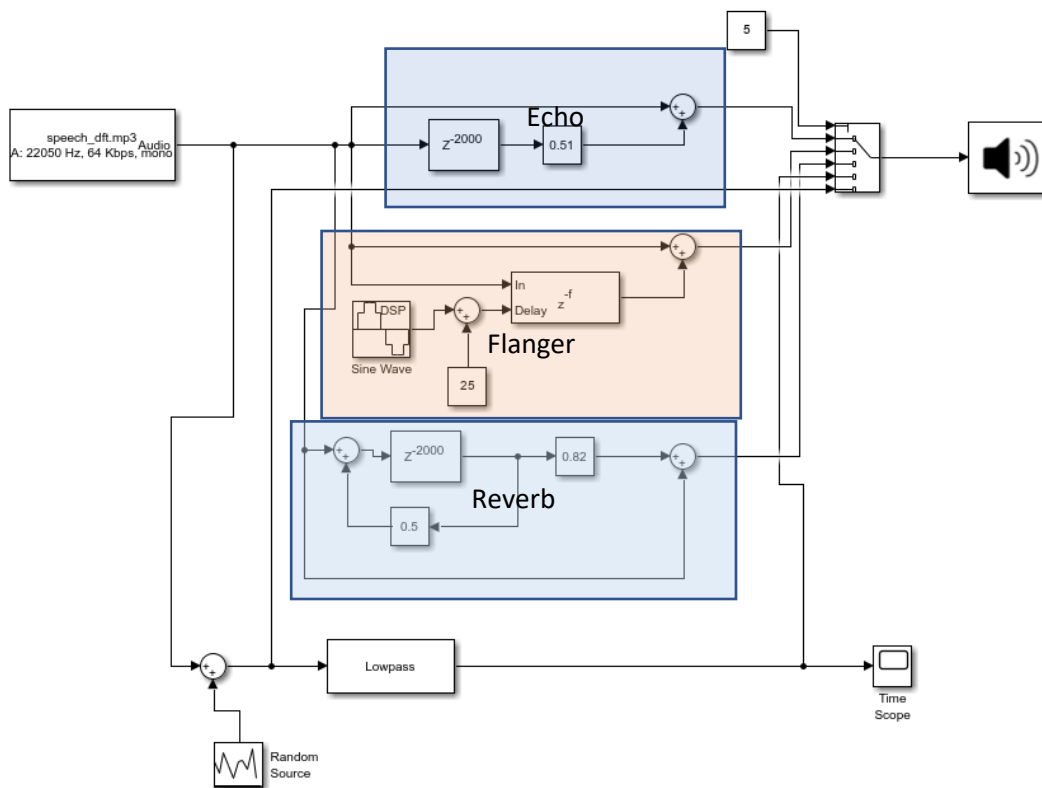 5
Echo
speech_dft.mp3
Audio
A: 22050 Hz, 64 Kbps, mono
z-2000
0.51
In
z-f
Delay
DSP
Sine Wave
Flanger
25
z-2000
0.82
Reverb
0.5
Lowpass
Time
Scope
Random
Source